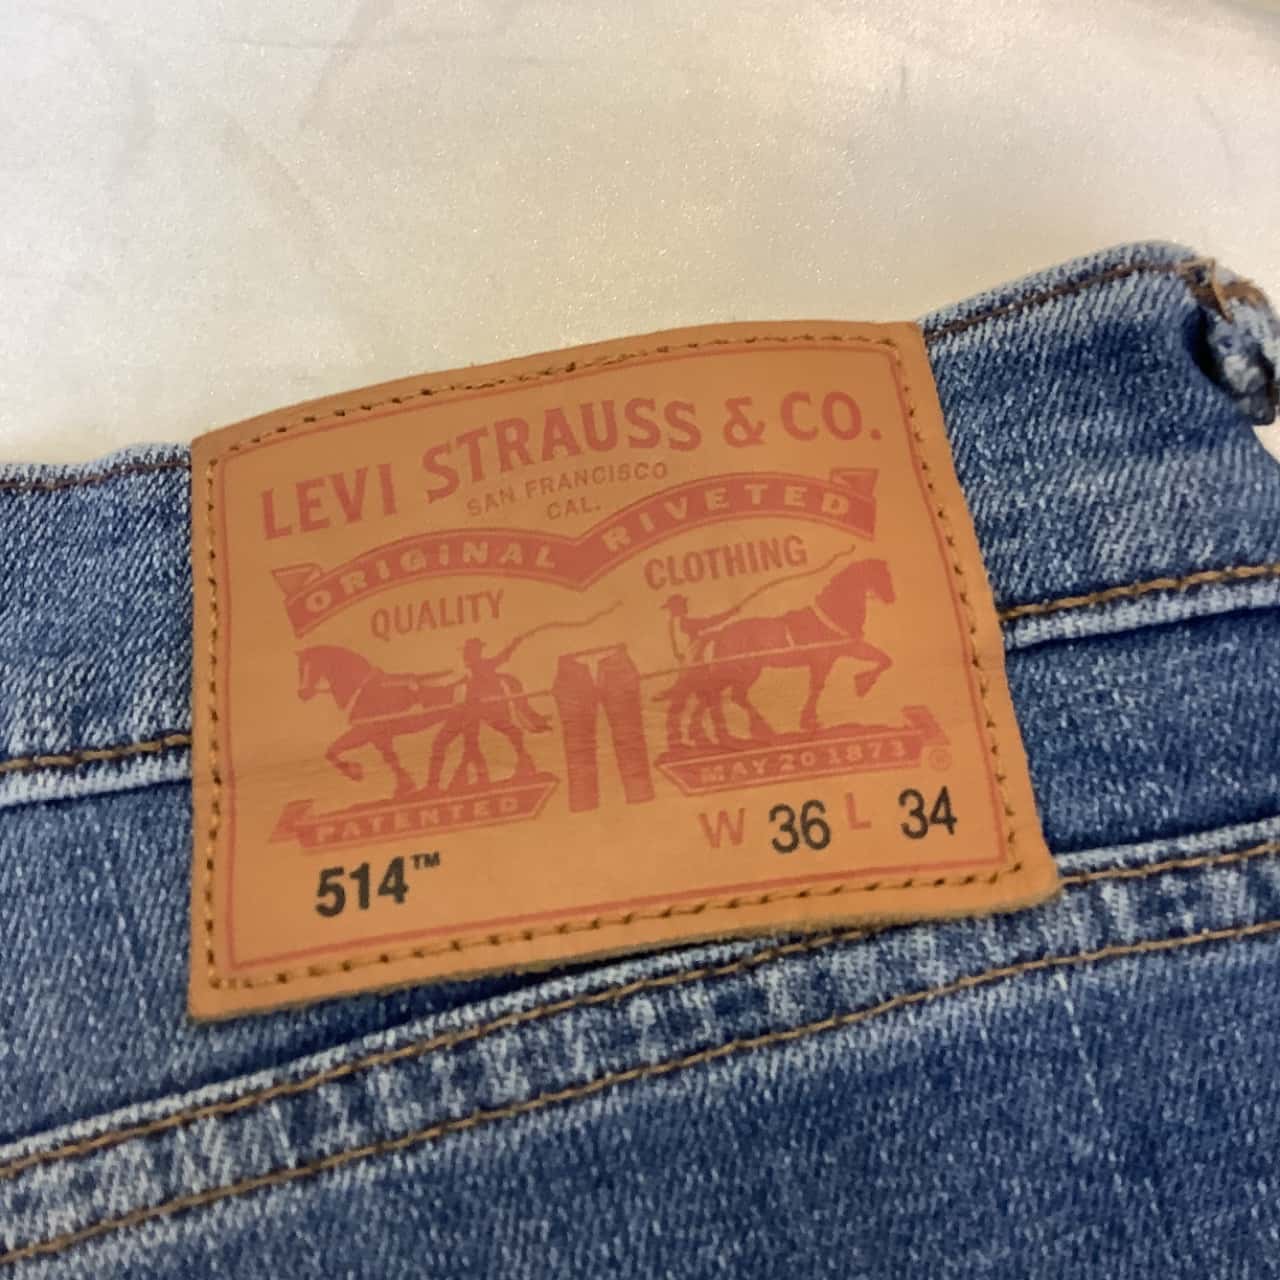 LEVI STRAUSS & CO.
SAN FRANCISCO
CAL.
ORIGINAL RIVETED
QUALITY CLOTHING
PATENTED MAY 20 1873 ®
514™ W 36 L 34